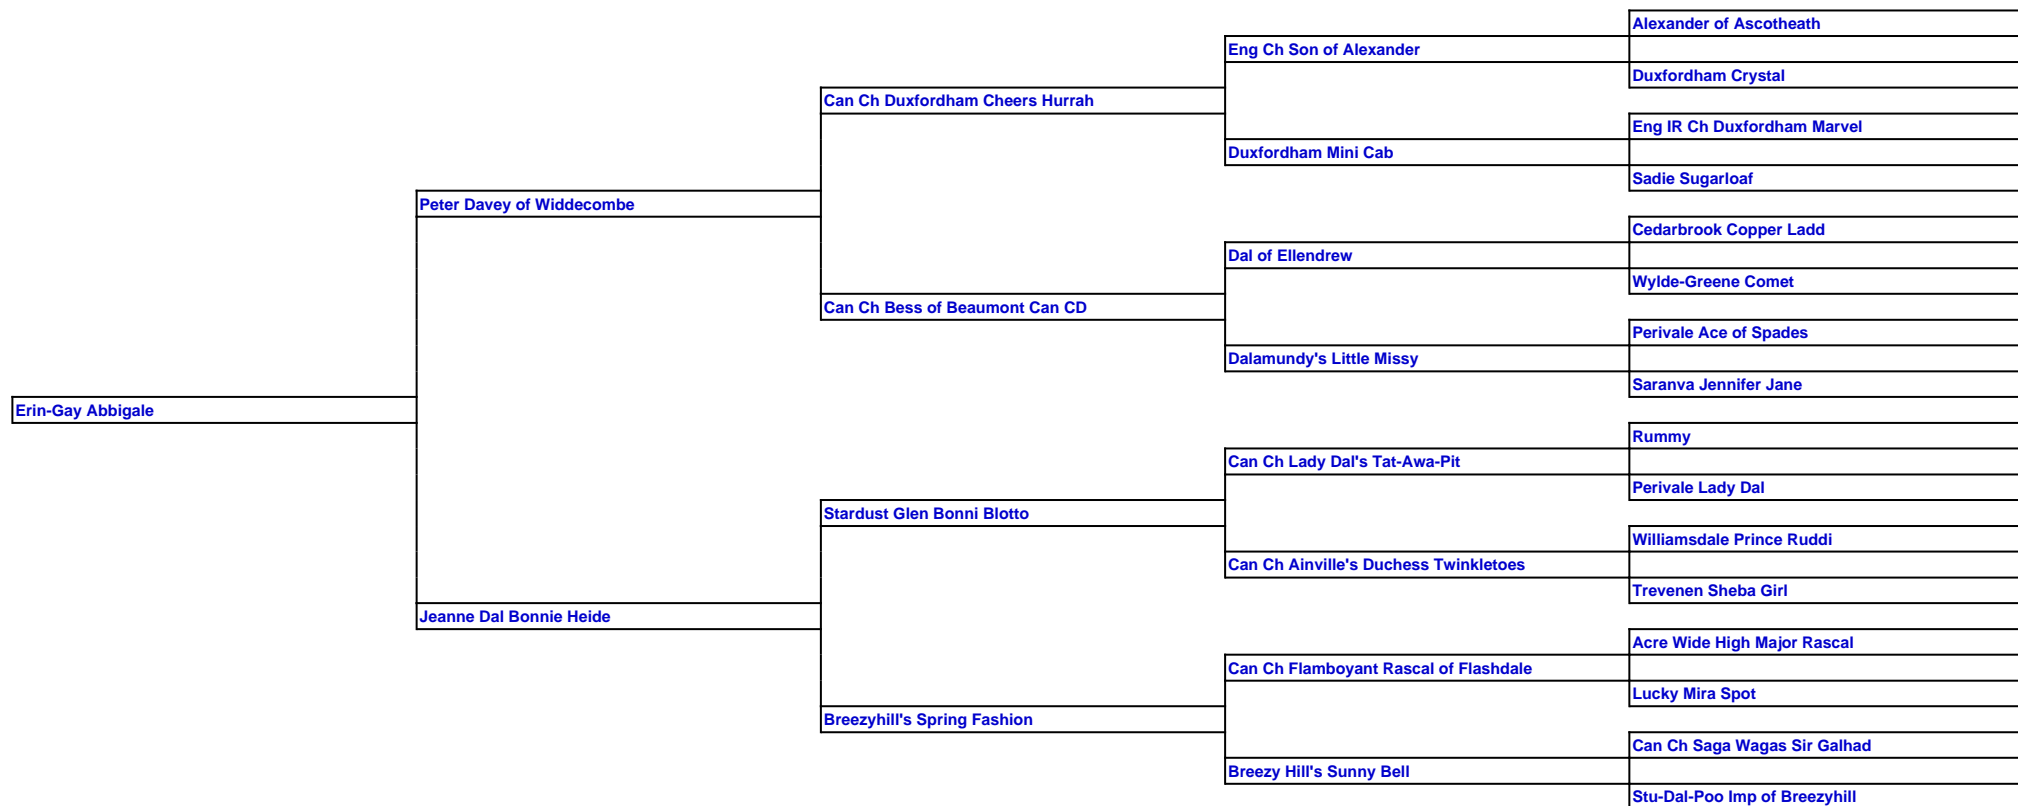 Alexander of Ascotheath
Eng Ch Son of Alexander
Duxfordham Crystal
Can Ch Duxfordham Cheers Hurrah
Eng IR Ch Duxfordham Marvel
Duxfordham Mini Cab
Sadie Sugarloaf
Peter Davey of Widdecombe
Cedarbrook Copper Ladd
Dal of Ellendrew
Wylde-Greene Comet
Can Ch Bess of Beaumont Can CD
Perivale Ace of Spades
Dalamundy's Little Missy
Saranva Jennifer Jane
Erin-Gay Abbigale
Rummy
Can Ch Lady Dal's Tat-Awa-Pit
Perivale Lady Dal
Stardust Glen Bonni Blotto
Williamsdale Prince Ruddi
Can Ch Ainville's Duchess Twinkletoes
Trevenen Sheba Girl
Jeanne Dal Bonnie Heide
Acre Wide High Major Rascal
Can Ch Flamboyant Rascal of Flashdale
Lucky Mira Spot
Breezyhill's Spring Fashion
Can Ch Saga Wagas Sir Galhad
Breezy Hill's Sunny Bell
Stu-Dal-Poo Imp of Breezyhill